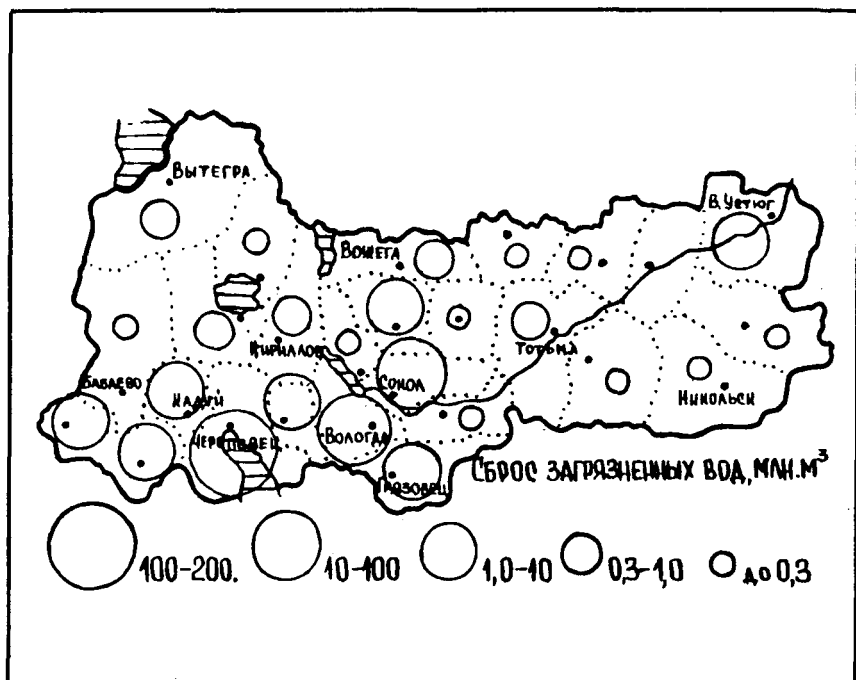 Вытегра
В. Устюг
Вожега
Кириллов
Тотьма
Бабаево
Сокол
Никольск
Кадуй
Череповец
Вологда
Грязовец
Сброс загрязненных вод, млн.м³
100-200.
10-100
1,0-10
0,3-1,0
до 0,3